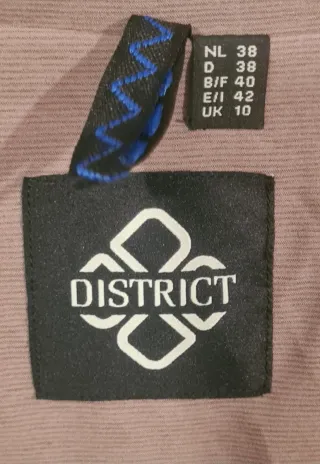 NL 38
D 38
B/F 40
E/I 42
UK 10
DISTRICT